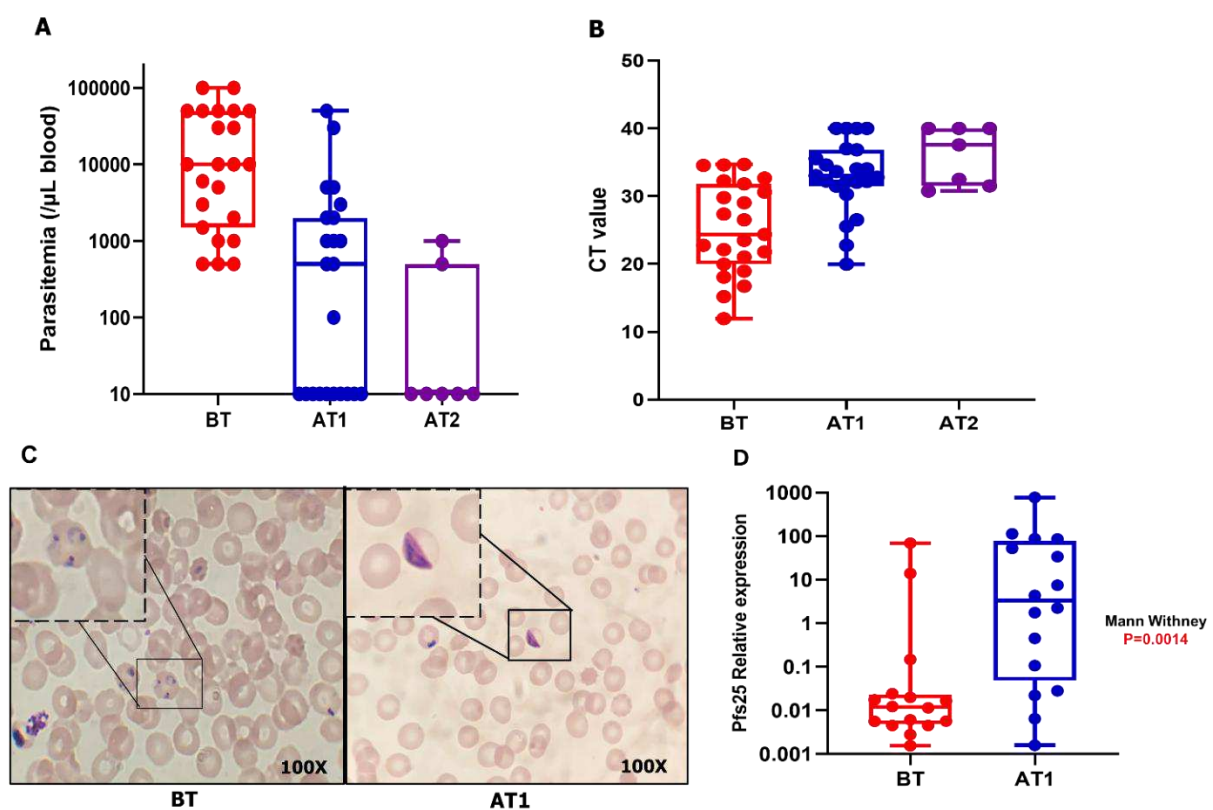 A
Parasitemia (/µL blood)
100000
10000
1000
100
10
BT
AT1
AT2
B
CT value
50
40
30
20
10
0
BT
AT1
AT2
C
100X
100X
BT
AT1
D
Pfs25 Relative expression
1000
100
10
1
0.1
0.01
0.001
BT
AT1
Mann Withney
P=0.0014